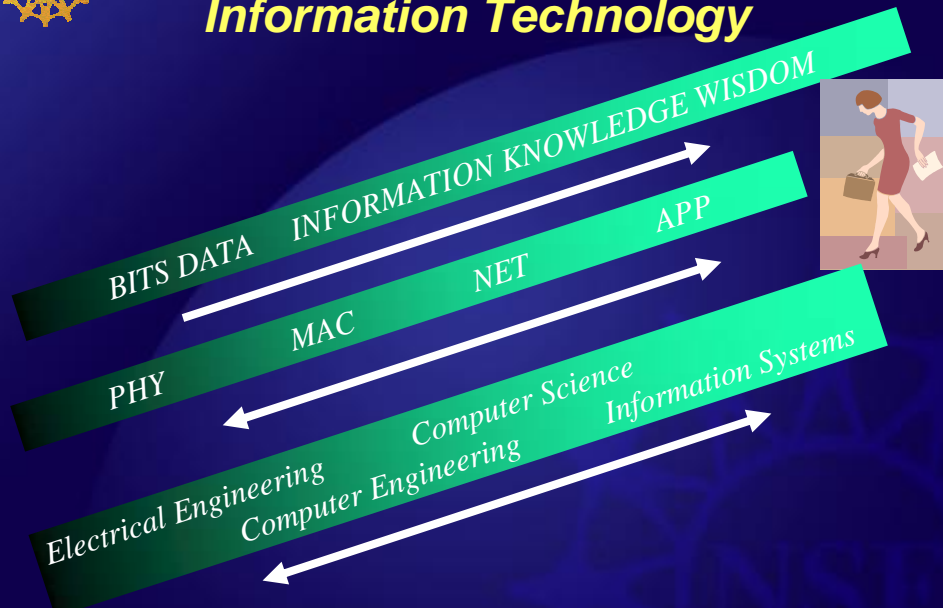 Information Technology
BITS DATA INFORMATION KNOWLEDGE WISDOM
PHY MAC NET APP
Electrical Engineering Computer Science
Computer Engineering Information Systems
NSF